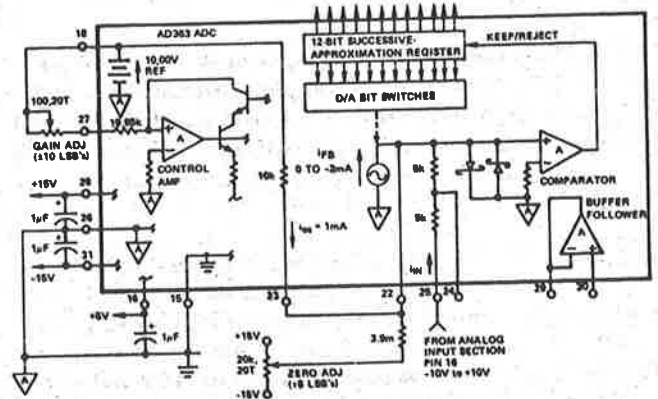 18
AD363 ADC
12-BIT SUCCESSIVE-
APPROXIMATION REGISTER
KEEP/REJECT
10.00V
REF
A
D/A BIT SWITCHES
100,20T
27
GAIN ADJ
(±10 LSB's)
A
CONTROL
AMP
A
10k
iFB
0 TO -2mA
A
5k
5k
A
COMPARATOR
A
BUFFER
FOLLOWER
A
+15V
28
1µF
26
1µF
A
-15V
31
= 1mA
iIN
16
15
23
22
25
24
29
30
+5V
1µF
A
+15V
20k,
20T
-15V
ZERO ADJ
3.9m
FROM ANALOG
INPUT SECTION
PIN 16
-10V to +10V